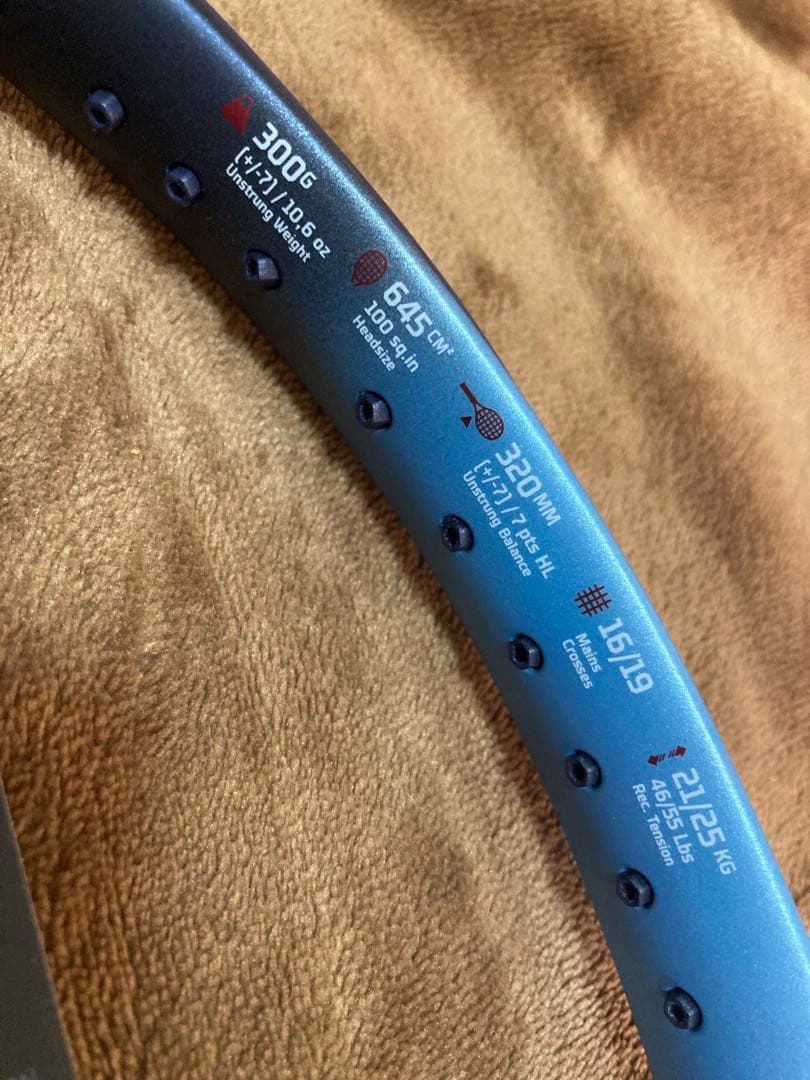 300G
[+/-7] / 10,6 oz
Unstrung Weight
645 CM²
100 sq.in
Headsize
320 MM
[+/-7] / 7 pts HL
Unstrung Balance
16/19
Mains
Crosses
21/25 KG
46/55 Lbs
Rec. Tension